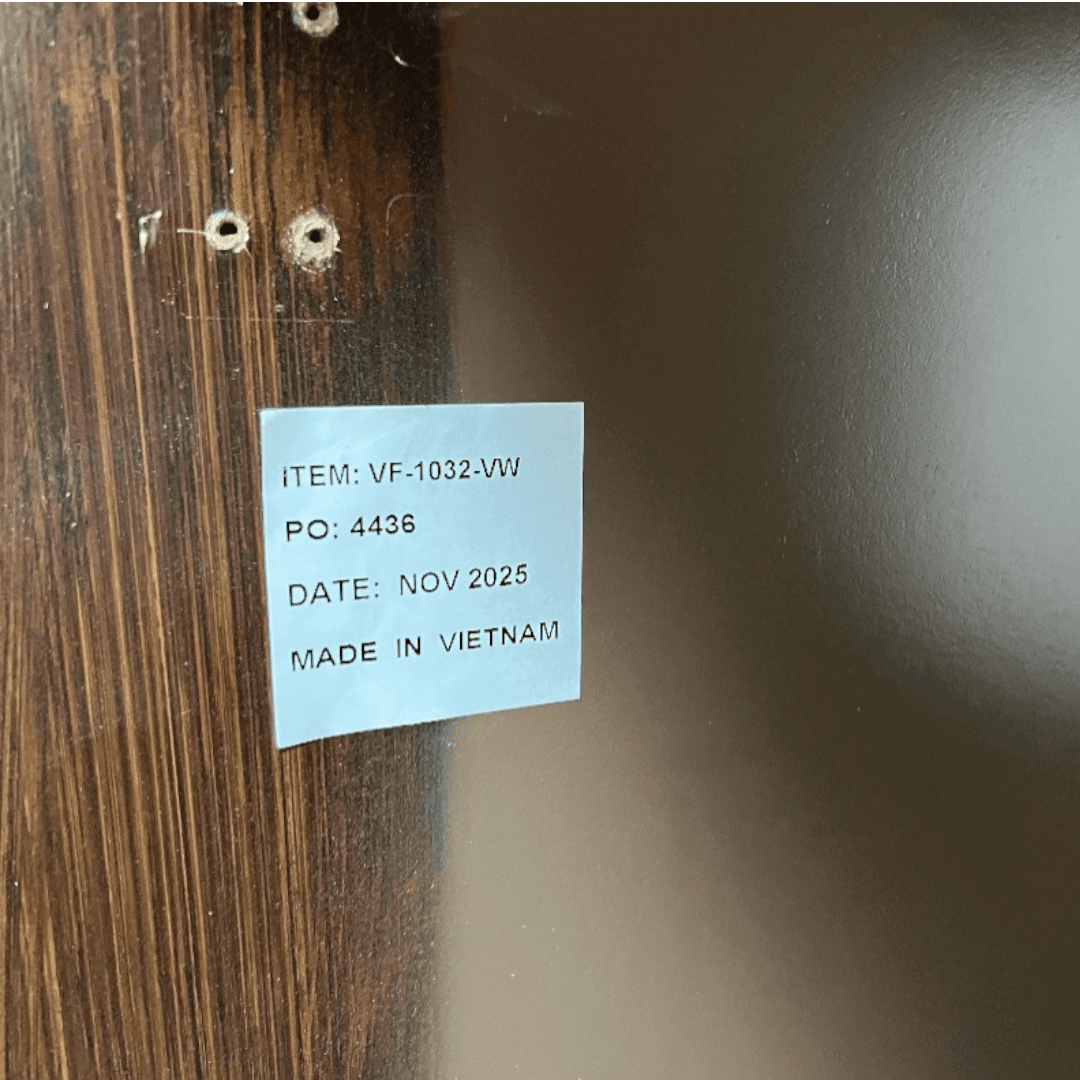 ITEM: VF-1032-VW
PO: 4436
DATE: NOV 2025
MADE IN VIETNAM